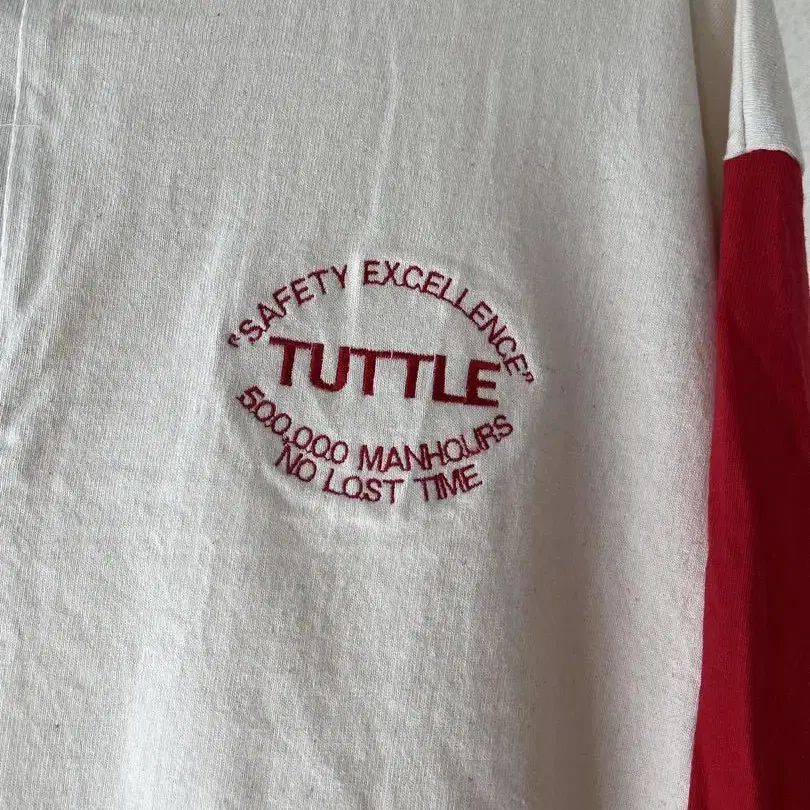 "SAFETY EXCELLENCE"
TUTTLE
500,000 MANHOURS
NO LOST TIME